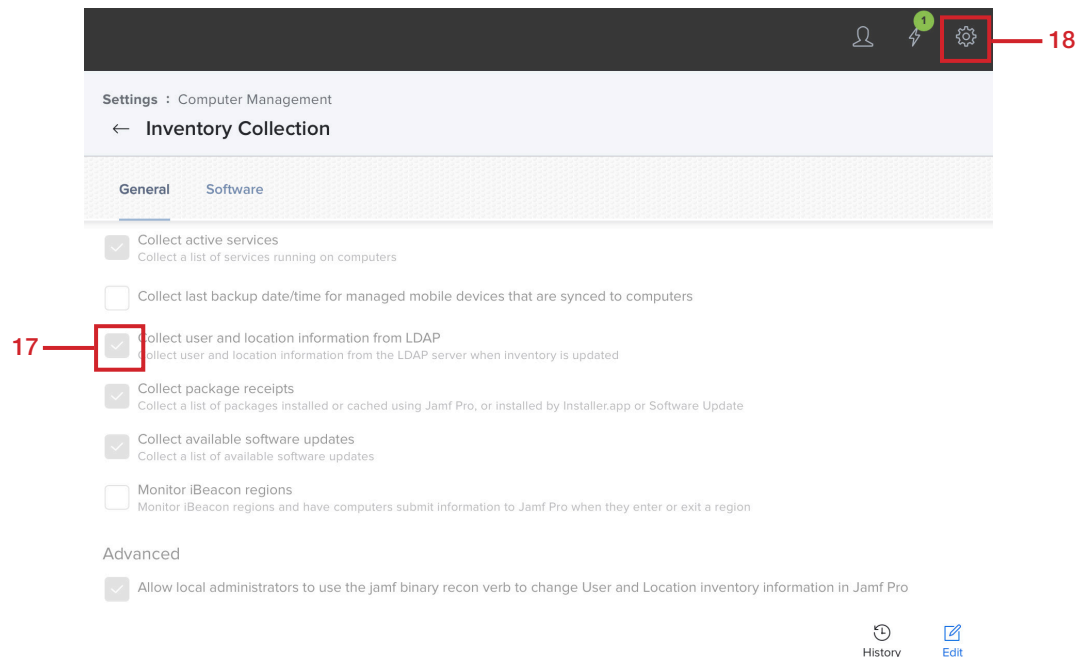 1
18
Settings : Computer Management
← Inventory Collection
General Software
Collect active services
Collect a list of services running on computers
Collect last backup date/time for managed mobile devices that are synced to computers
17
Collect user and location information from LDAP
Collect user and location information from the LDAP server when inventory is updated
Collect package receipts
Collect a list of packages installed or cached using Jamf Pro, or installed by Installer.app or Software Update
Collect available software updates
Collect a list of available software updates
Monitor iBeacon regions
Monitor iBeacon regions and have computers submit information to Jamf Pro when they enter or exit a region
Advanced
Allow local administrators to use the jamf binary recon verb to change User and Location inventory information in Jamf Pro
History Edit